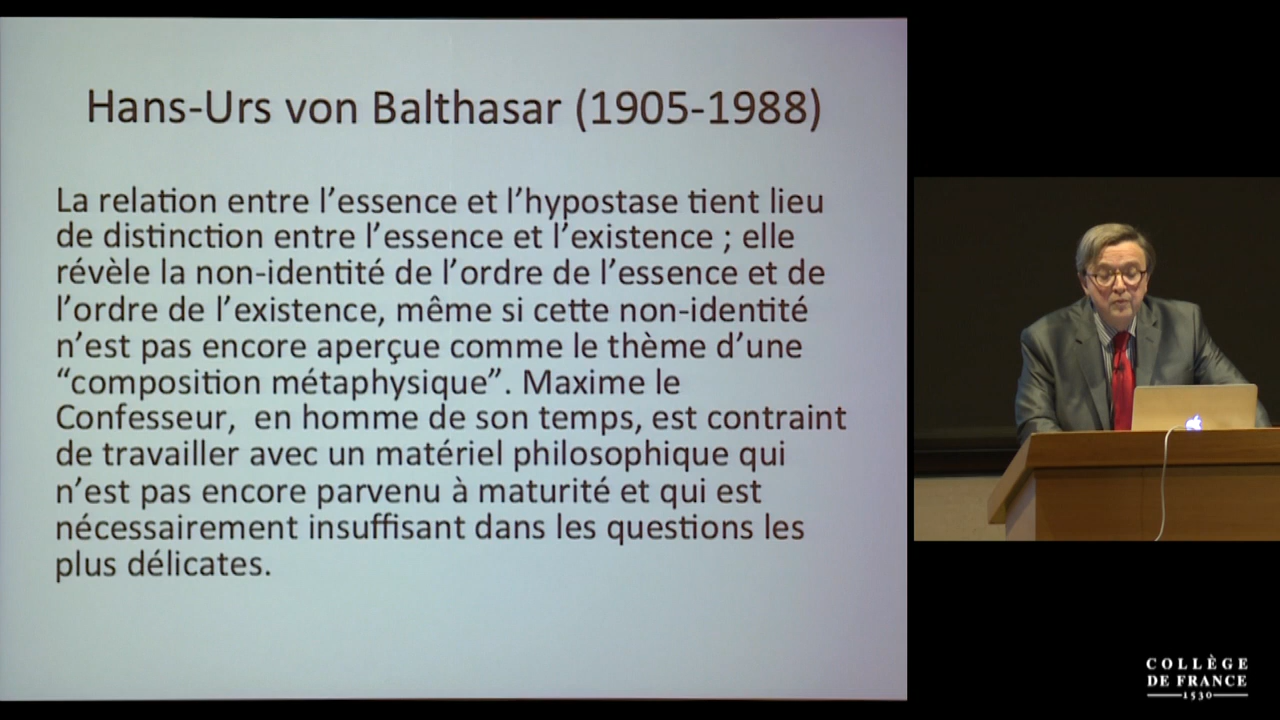 Hans-Urs von Balthasar (1905-1988)
La relation entre l’essence et l’hypostase tient lieu
de distinction entre l’essence et l’existence ; elle
révèle la non-identité de l’ordre de l’essence et de
l’ordre de l’existence, même si cette non-identité
n’est pas encore aperçue comme le thème d’une
“composition métaphysique”. Maxime le
Confesseur,  en homme de son temps, est contraint
de travailler avec un matériel philosophique qui
n’est pas encore parvenu à maturité et qui est
nécessairement insuffisant dans les questions les
plus délicates.
COLLÈGE
DE FRANCE
1530